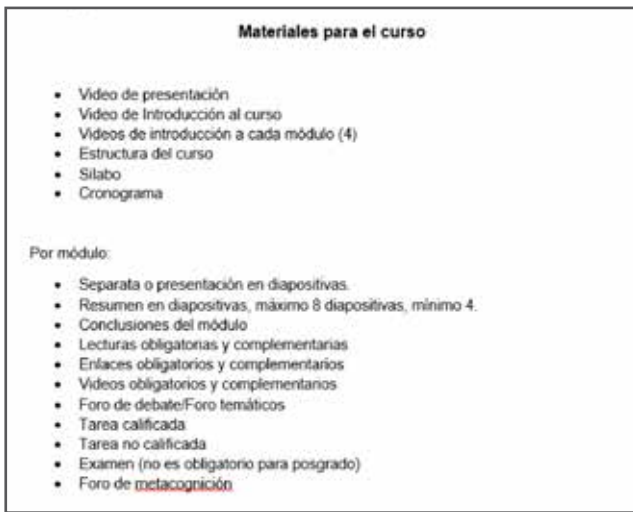 Materiales para el curso
• Video de presentación
• Video de Introducción al curso
• Videos de introducción a cada módulo (4)
• Estructura del curso
• Sílabo
• Cronograma
Por módulo:
• Separata o presentación en diapositivas.
• Resumen en diapositivas, máximo 8 diapositivas, mínimo 4.
• Conclusiones del módulo
• Lecturas obligatorias y complementarias
• Enlaces obligatorios y complementarios
• Videos obligatorios y complementarios
• Foro de debate/Foro temáticos
• Tarea calificada
• Tarea no calificada
• Examen (no es obligatorio para posgrado)
• Foro de metacognición